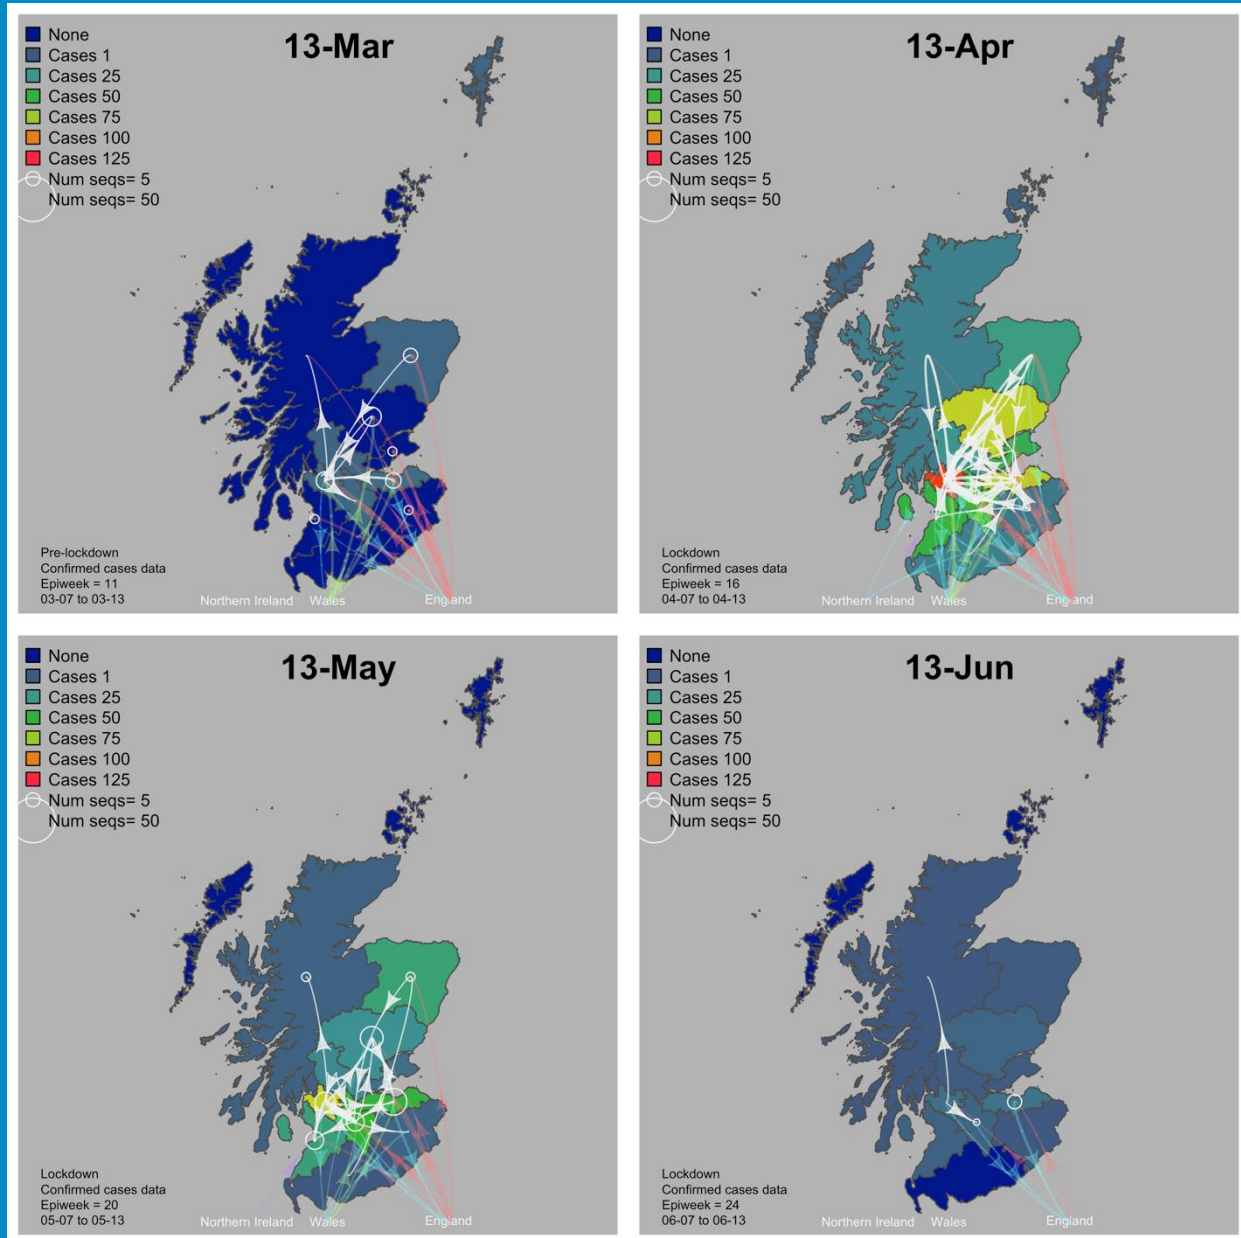 13-Mar
None
Cases 1
Cases 25
Cases 50
Cases 75
Cases 100
Cases 125
Num seqs= 5
Num seqs= 50
Pre-lockdown
Confirmed cases data
Epiweek = 11
03-07 to 03-13
Northern Ireland Wales England
13-Apr
None
Cases 1
Cases 25
Cases 50
Cases 75
Cases 100
Cases 125
Num seqs= 5
Num seqs= 50
Lockdown
Confirmed cases data
Epiweek = 16
04-07 to 04-13
Northern Ireland Wales England
13-May
None
Cases 1
Cases 25
Cases 50
Cases 75
Cases 100
Cases 125
Num seqs= 5
Num seqs= 50
Lockdown
Confirmed cases data
Epiweek = 20
05-07 to 05-13
Northern Ireland Wales England
13-Jun
None
Cases 1
Cases 25
Cases 50
Cases 75
Cases 100
Cases 125
Num seqs= 5
Num seqs= 50
Lockdown
Confirmed cases data
Epiweek = 24
06-07 to 06-13
Northern Ireland Wales England